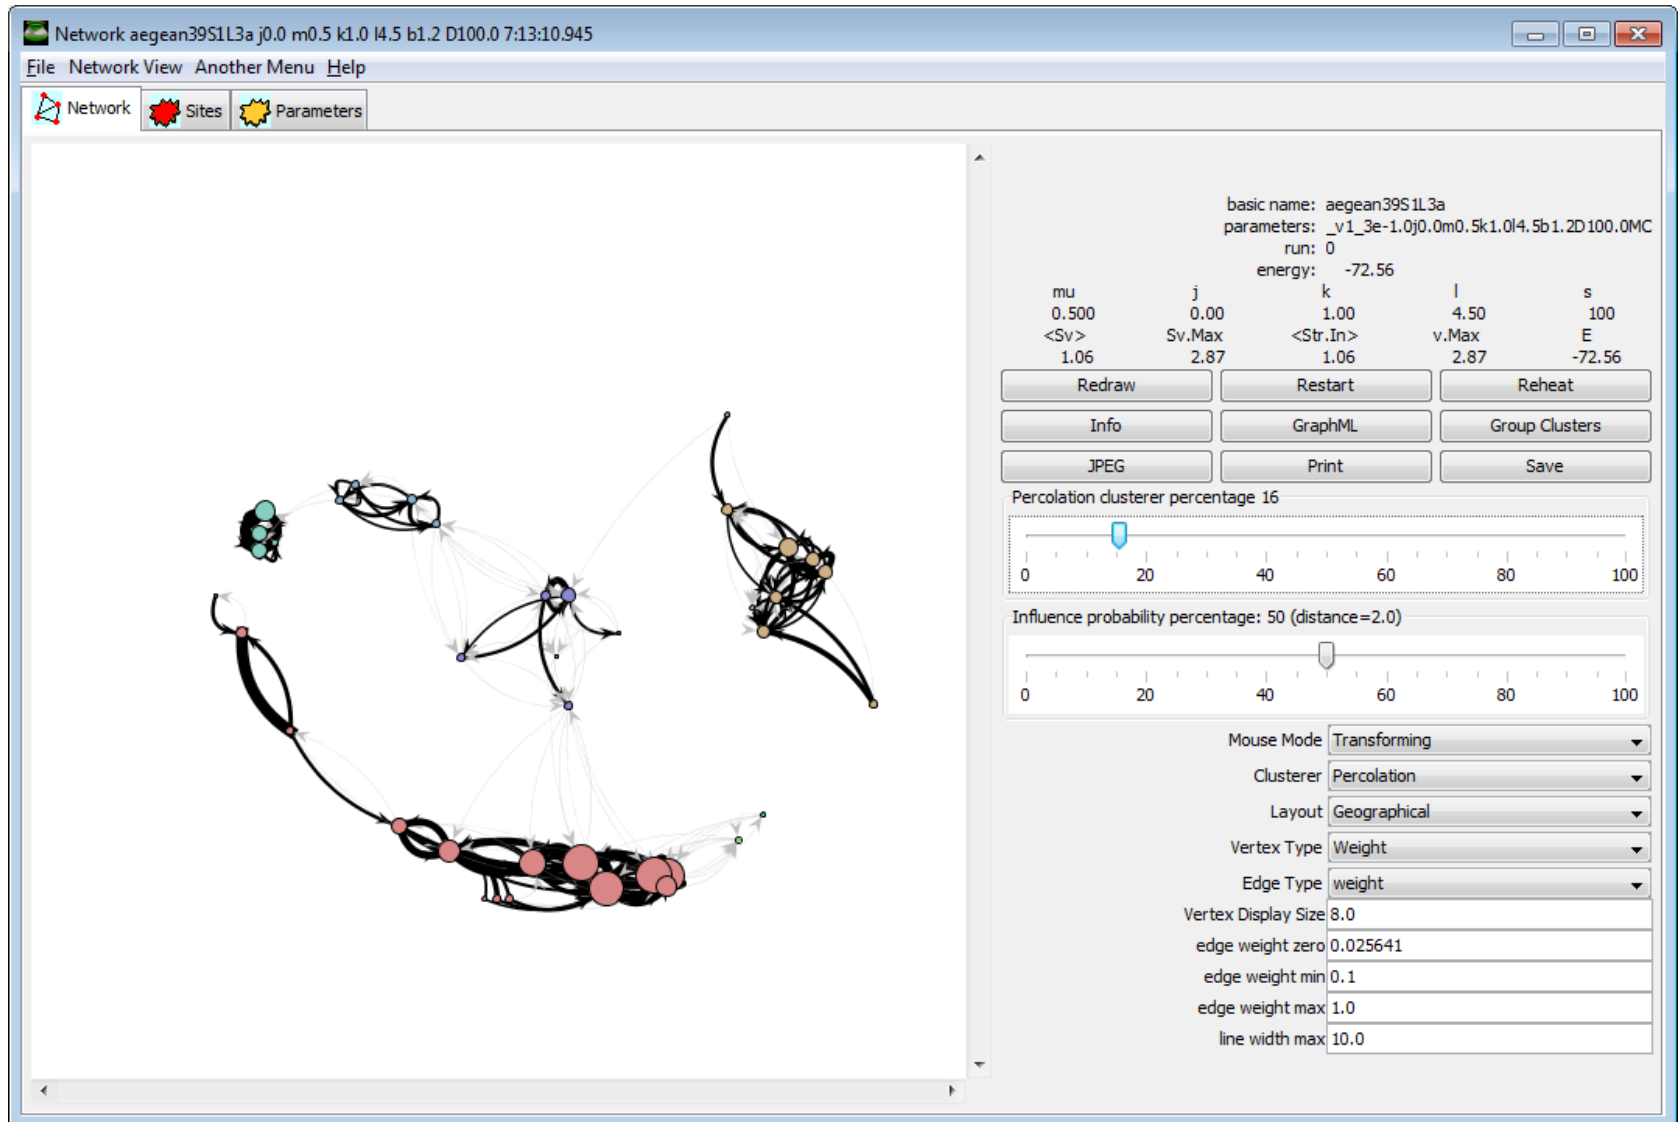 Network aegean39S1L3a j0.0 m0.5 k1.0 l4.5 b1.2 D100.0 7:13:10.945
File Network View Another Menu Help
Network Sites Parameters
basic name: aegean39S1L3a
parameters: _v1_3e-1.0j0.0m0.5k1.0l4.5b1.2D100.0MC
run: 0
energy: -72.56
mu j k l s
0.500 0.00 1.00 4.50 100
<Sv> Sv.Max <Str.In> v.Max E
1.06 2.87 1.06 2.87 -72.56
Redraw Restart Reheat
Info GraphML Group Clusters
JPEG Print Save
Percolation clusterer percentage 16
0 20 40 60 80 100
Influence probability percentage: 50 (distance=2.0)
0 20 40 60 80 100
Mouse Mode Transforming
Clusterer Percolation
Layout Geographical
Vertex Type Weight
Edge Type weight
Vertex Display Size 8.0
edge weight zero 0.025641
edge weight min 0.1
edge weight max 1.0
line width max 10.0